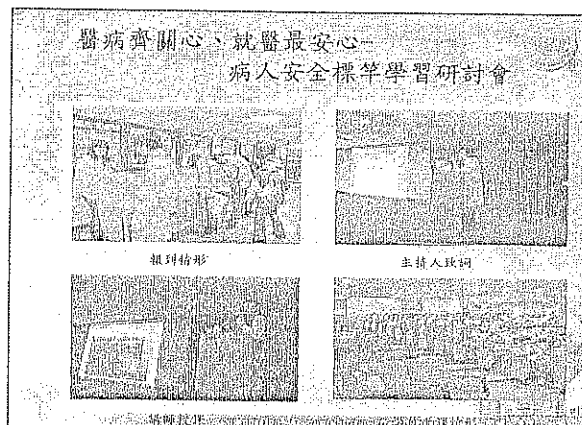 醫病齊關心、就醫最安心-
病人安全標竿學習研討會
報到情形
主持人致詞